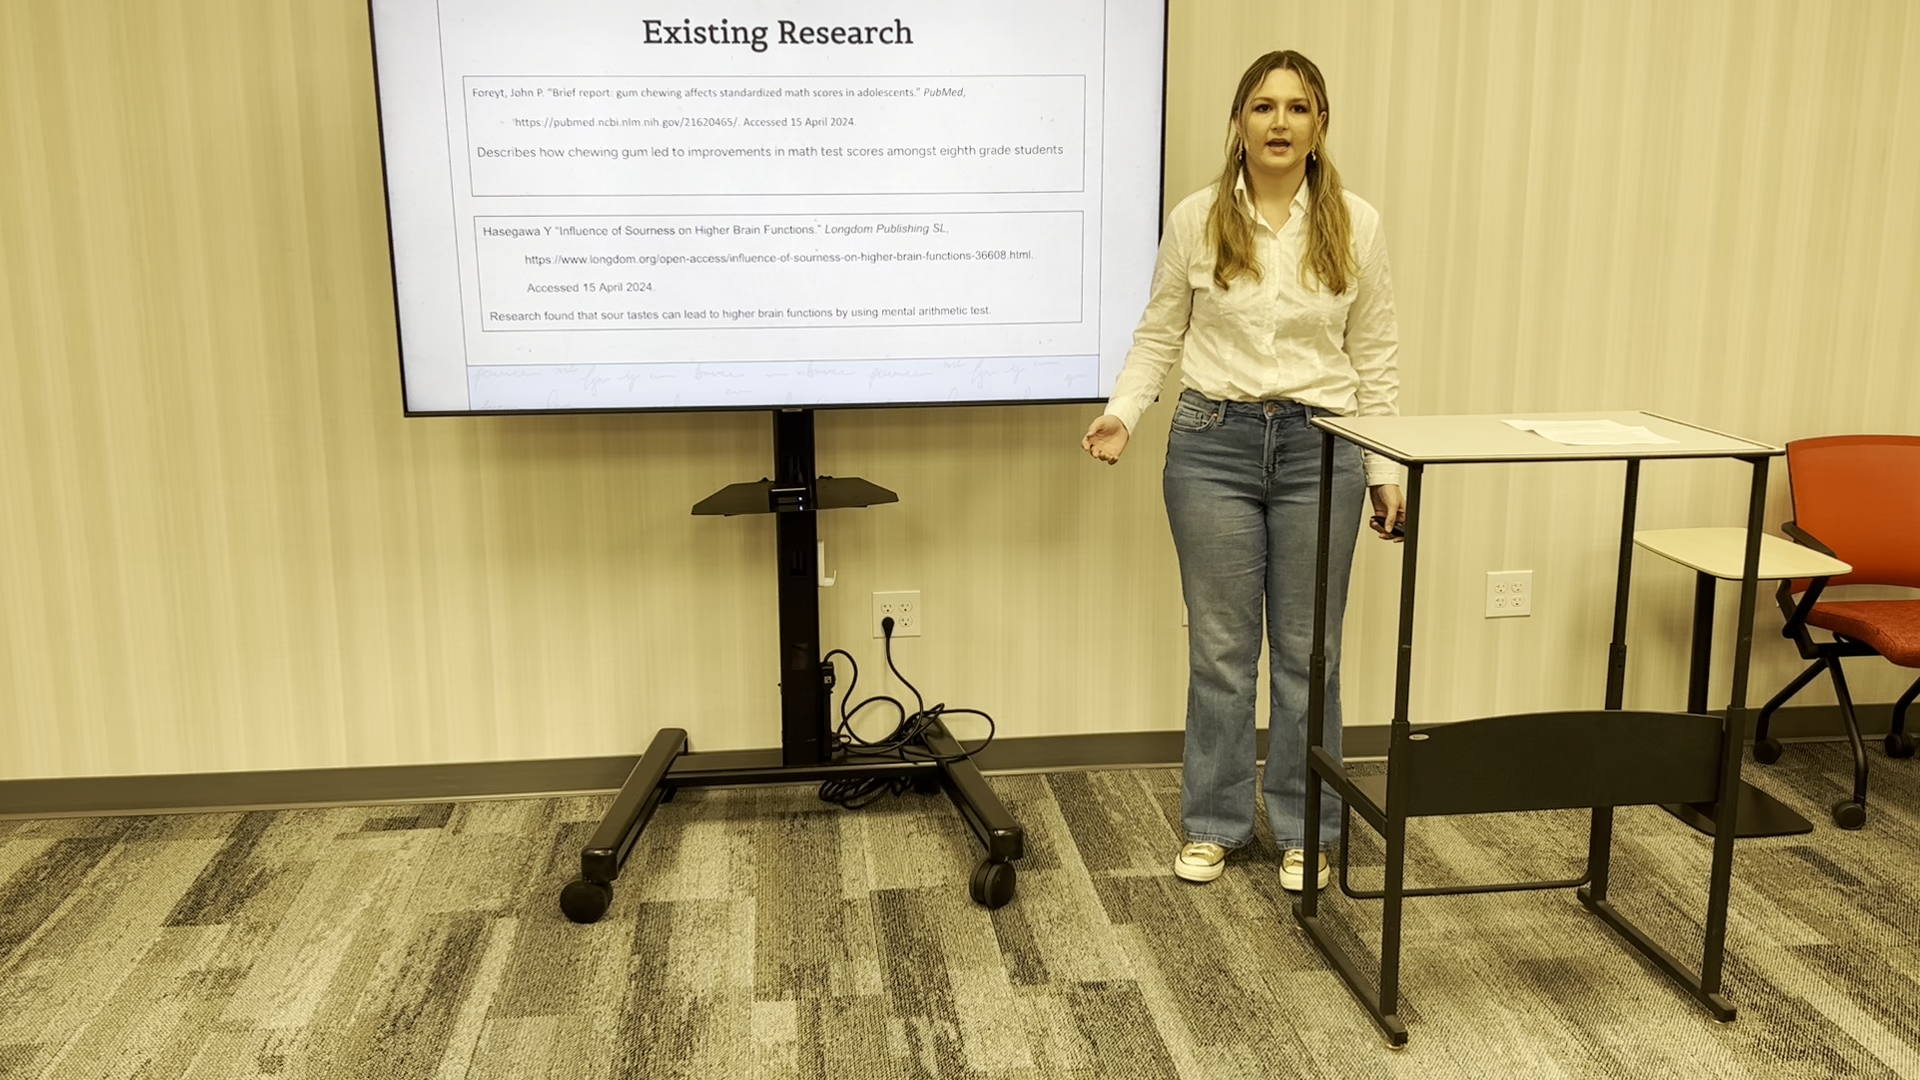 Existing Research
Foreyt, John P. "Brief report: gum chewing affects standardized math scores in adolescents." PubMed,
https://pubmed.ncbi.nlm.nih.gov/21620465/. Accessed 15 April 2024.
Describes how chewing gum led to improvements in math test scores amongst eighth grade students
Hasegawa Y "Influence of Sourness on Higher Brain Functions." Longdom Publishing SL,
https://www.longdom.org/open-access/influence-of-sourness-on-higher-brain-functions-36608.html.
Accessed 15 April 2024.
Research found that sour tastes can lead to higher brain functions by using mental arithmetic test.